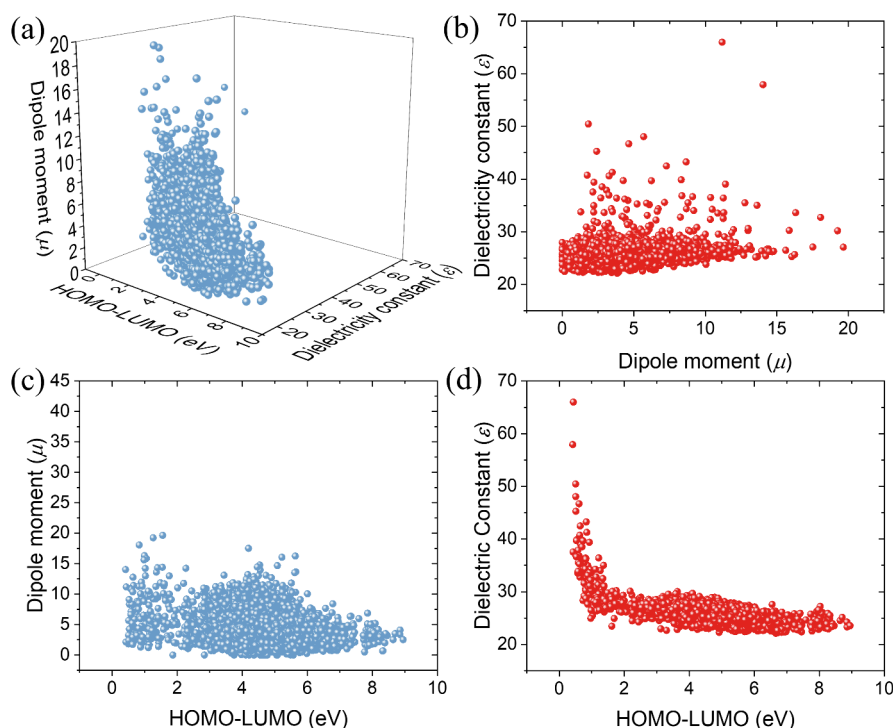 (a)
20
18
16
14
12
10
8
6
4
2
0
Dipole moment (μ)
0
2
4
6
8
10
HOMO-LUMO (eV)
20
30
40
50
60
70
Dielectricity constant (ε)
(b)
70
60
50
40
30
20
Dielectricity constant (ε)
0 5 10 15 20
Dipole moment (μ)
(c)
45
40
35
30
25
20
15
10
5
0
Dipole moment (μ)
0 2 4 6 8 10
HOMO-LUMO (eV)
(d)
70
60
50
40
30
20
Dielectric Constant (ε)
0 2 4 6 8 10
HOMO-LUMO (eV)